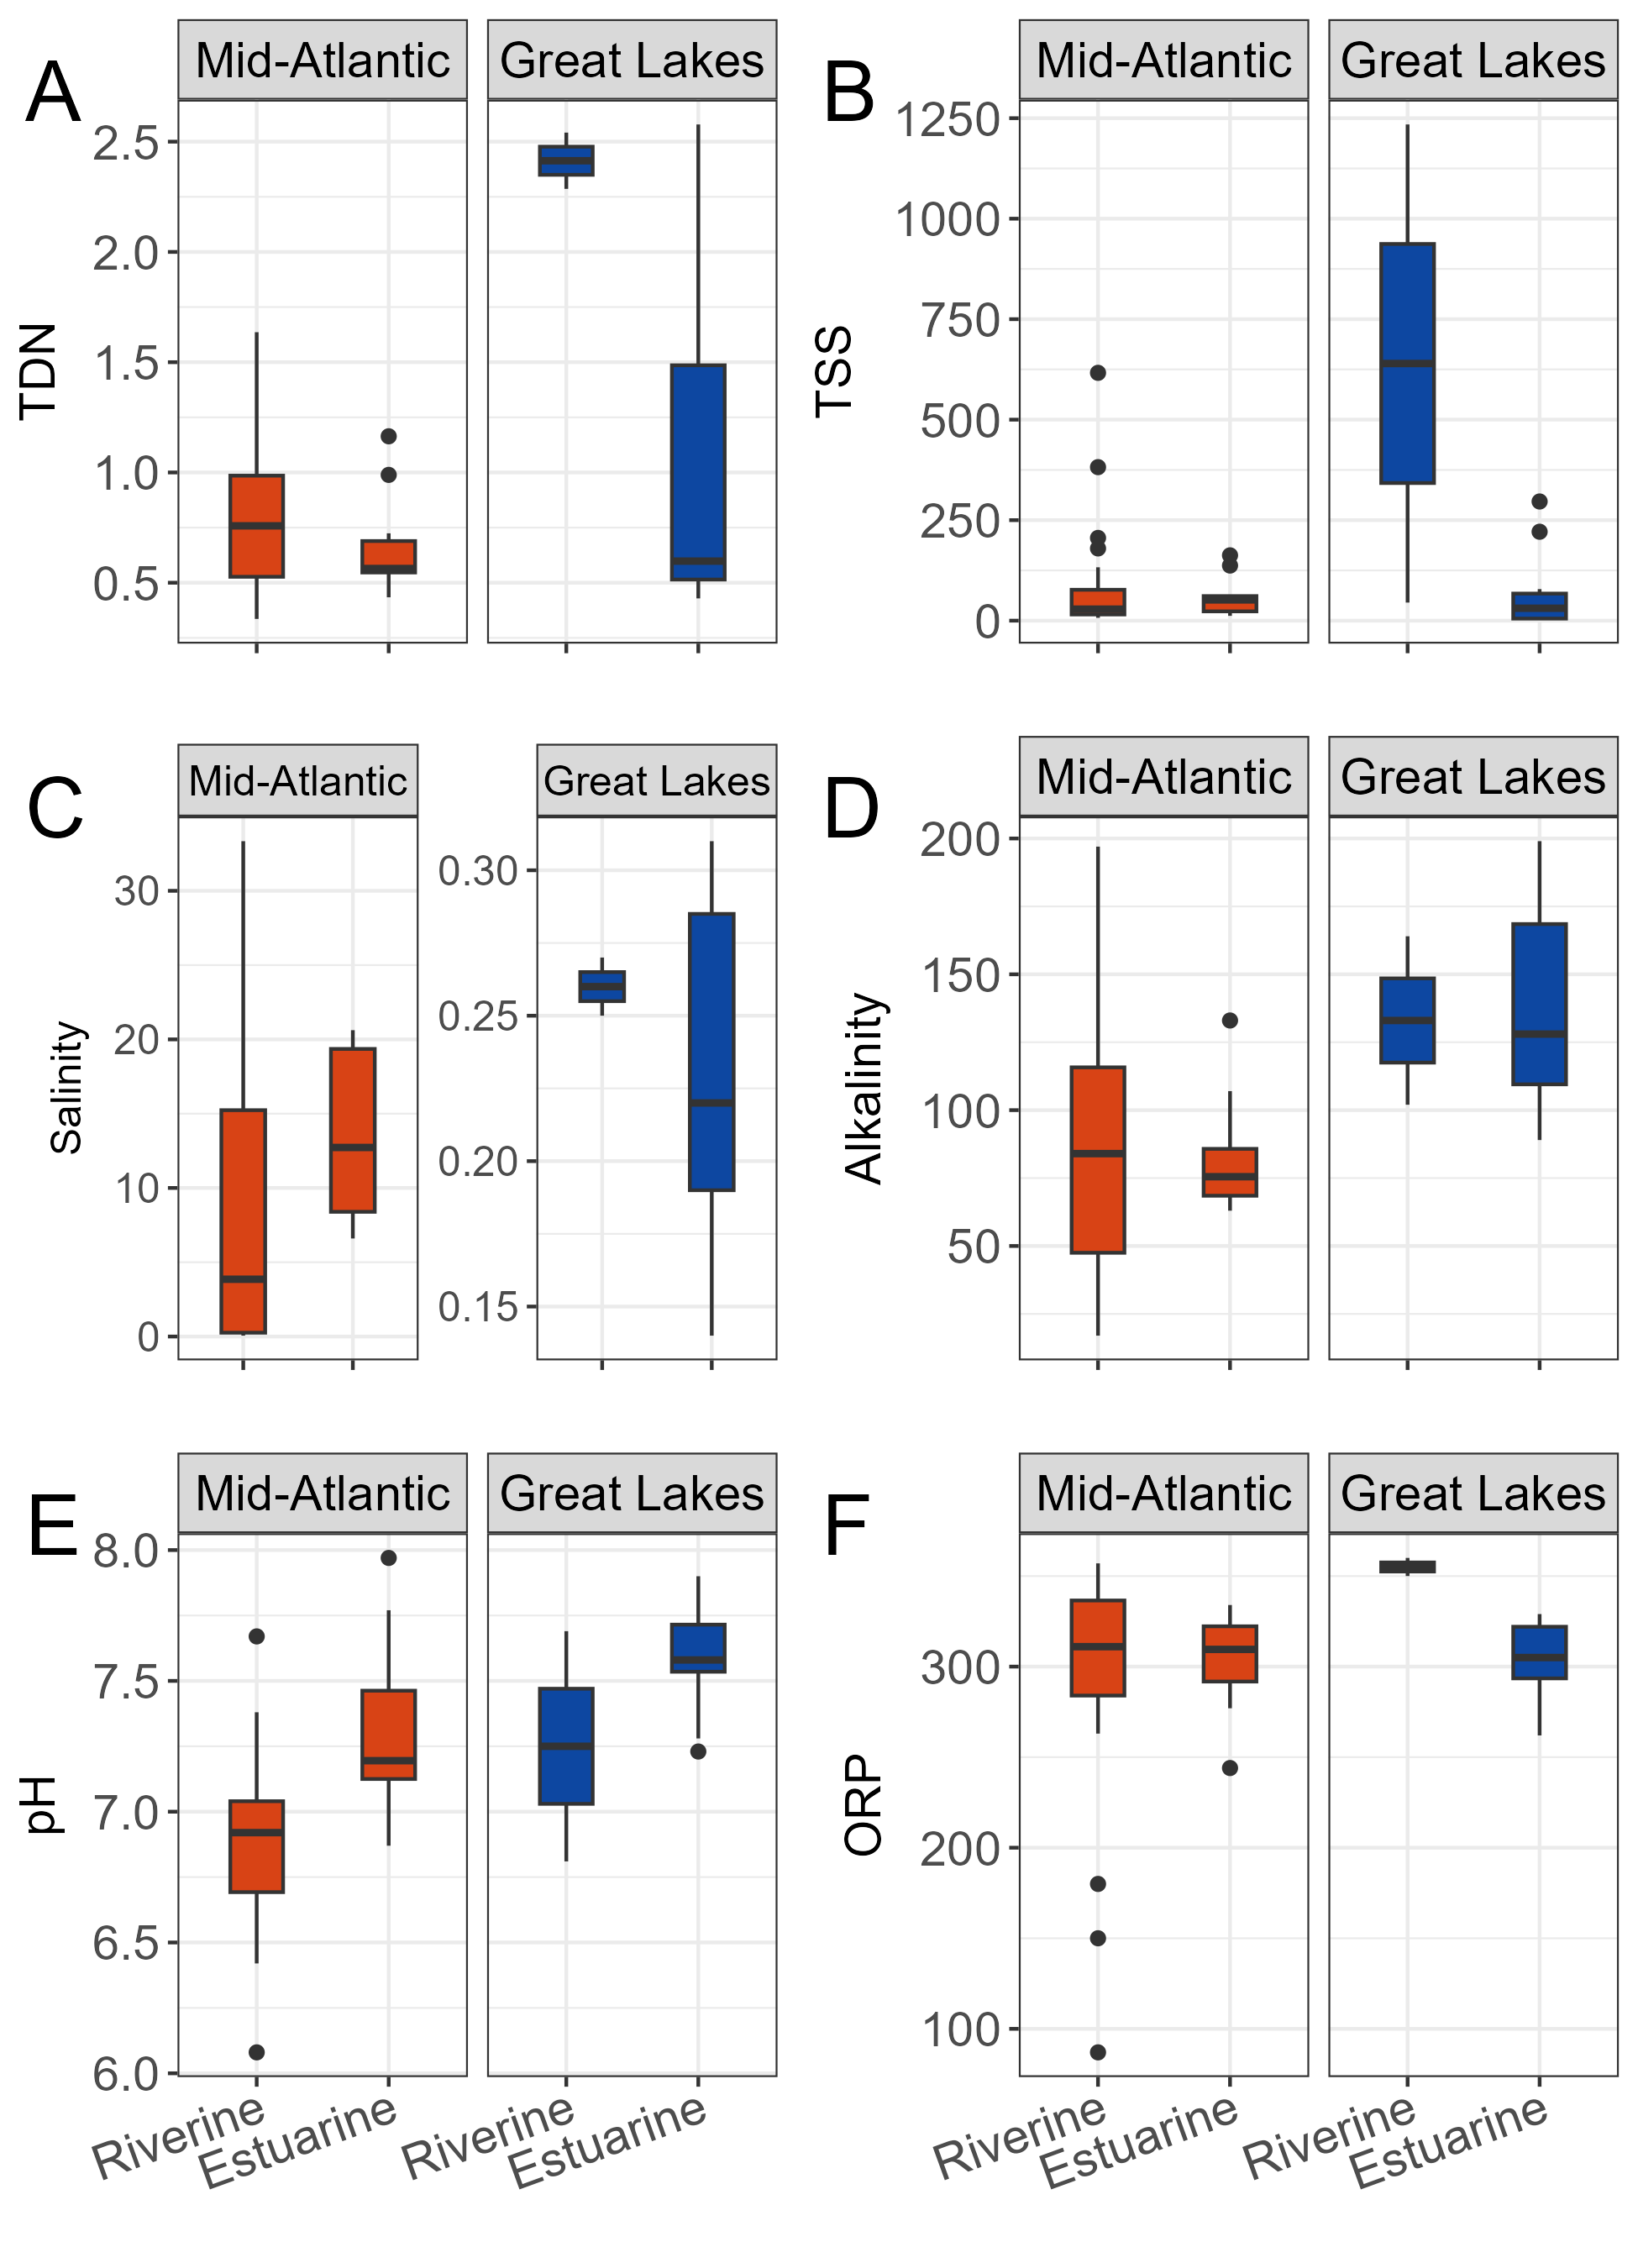 A
Mid-Atlantic
Great Lakes
TDN
2.5
2.0
1.5
1.0
0.5
B
Mid-Atlantic
Great Lakes
TSS
1250
1000
750
500
250
0
C
Mid-Atlantic
Great Lakes
Salinity
30
20
10
0
0.30
0.25
0.20
0.15
D
Mid-Atlantic
Great Lakes
Alkalinity
200
150
100
50
E
Mid-Atlantic
Great Lakes
pH
8.0
7.5
7.0
6.5
6.0
Riverine
Estuarine
Riverine
Estuarine
F
Mid-Atlantic
Great Lakes
ORP
300
200
100
Riverine
Estuarine
Riverine
Estuarine